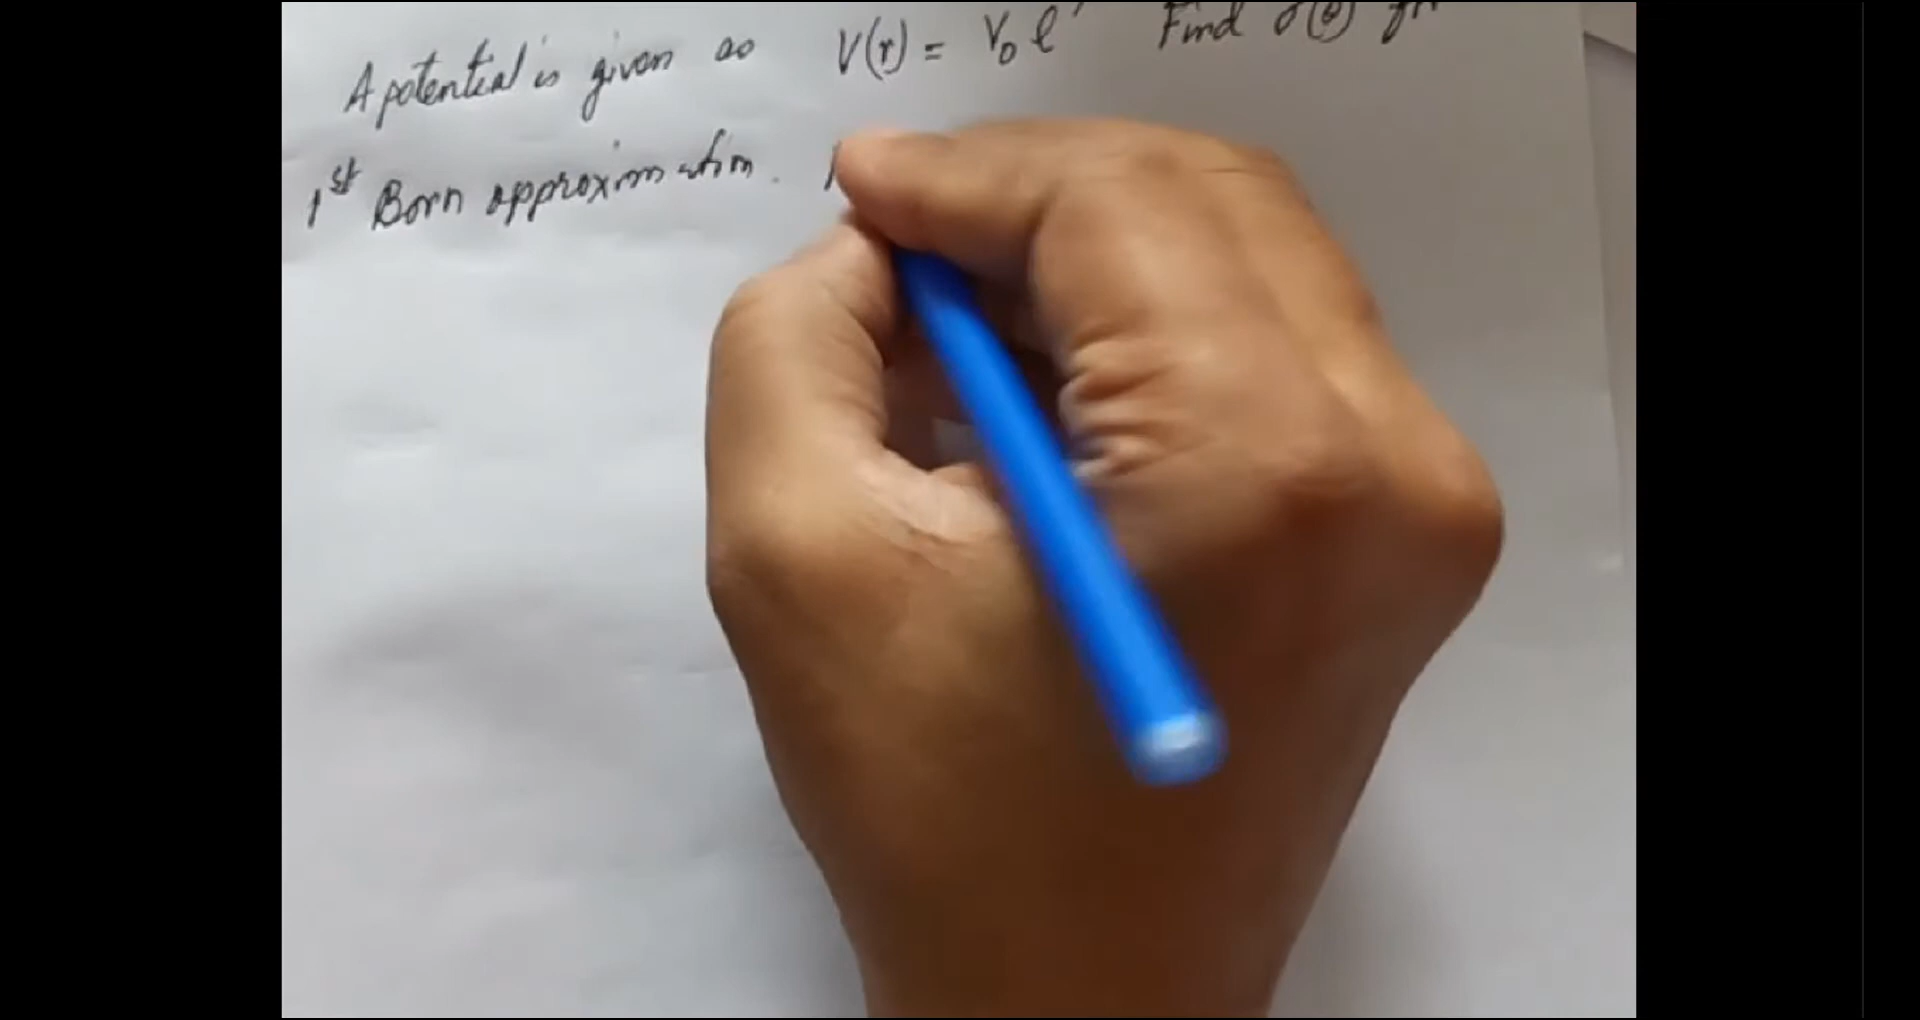 A potential is given as V(r) = V₀ e Find σ(θ)
1st Born approximation.